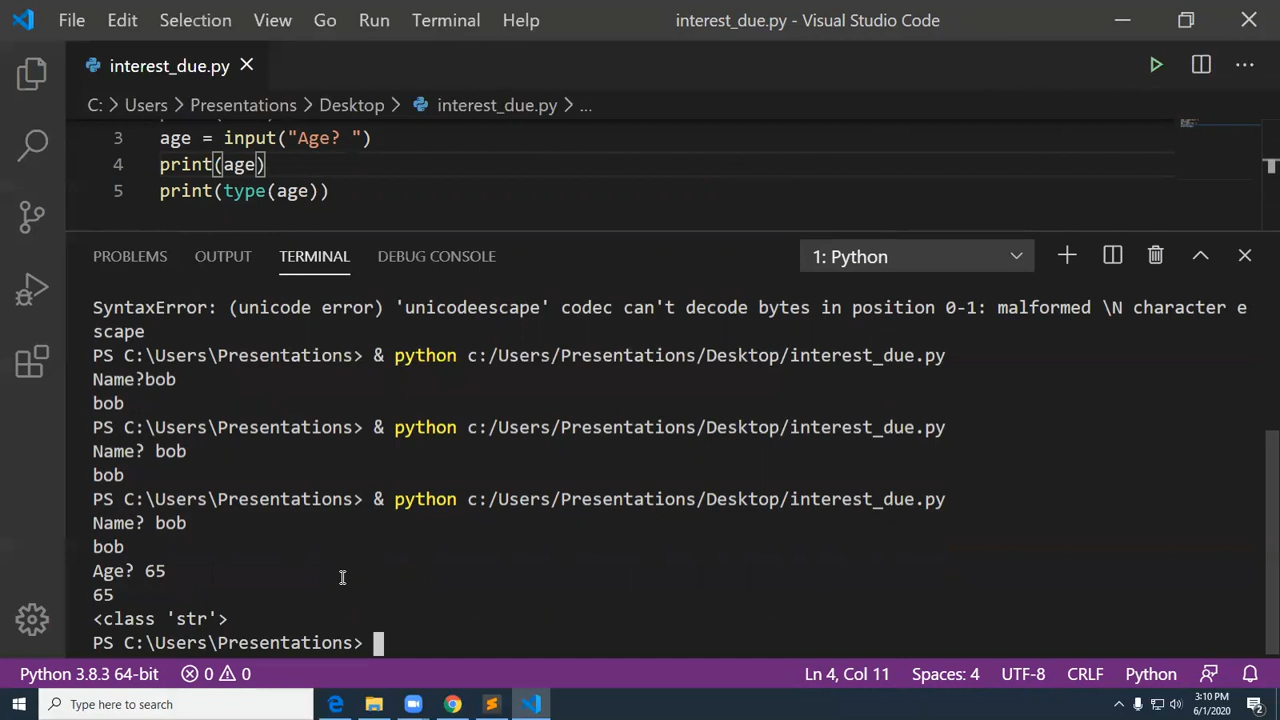 File Edit Selection View Go Run Terminal Help interest_due.py - Visual Studio Code
interest_due.py
C: Users Presentations Desktop interest_due.py ...
3 age = input("Age? ")
4 print(age)
5 print(type(age))
PROBLEMS OUTPUT TERMINAL DEBUG CONSOLE 1: Python
SyntaxError: (unicode error) 'unicodeescape' codec can't decode bytes in position 0-1: malformed \N character e
scape
PS C:\Users\Presentations> & python c:/Users/Presentations/Desktop/interest_due.py
Name?bob
bob
PS C:\Users\Presentations> & python c:/Users/Presentations/Desktop/interest_due.py
Name? bob
bob
PS C:\Users\Presentations> & python c:/Users/Presentations/Desktop/interest_due.py
Name? bob
bob
Age? 65
65
<class 'str'>
PS C:\Users\Presentations>
Python 3.8.3 64-bit 0 0 Ln 4, Col 11 Spaces: 4 UTF-8 CRLF Python
Type here to search 3:10 PM
6/1/2020 2